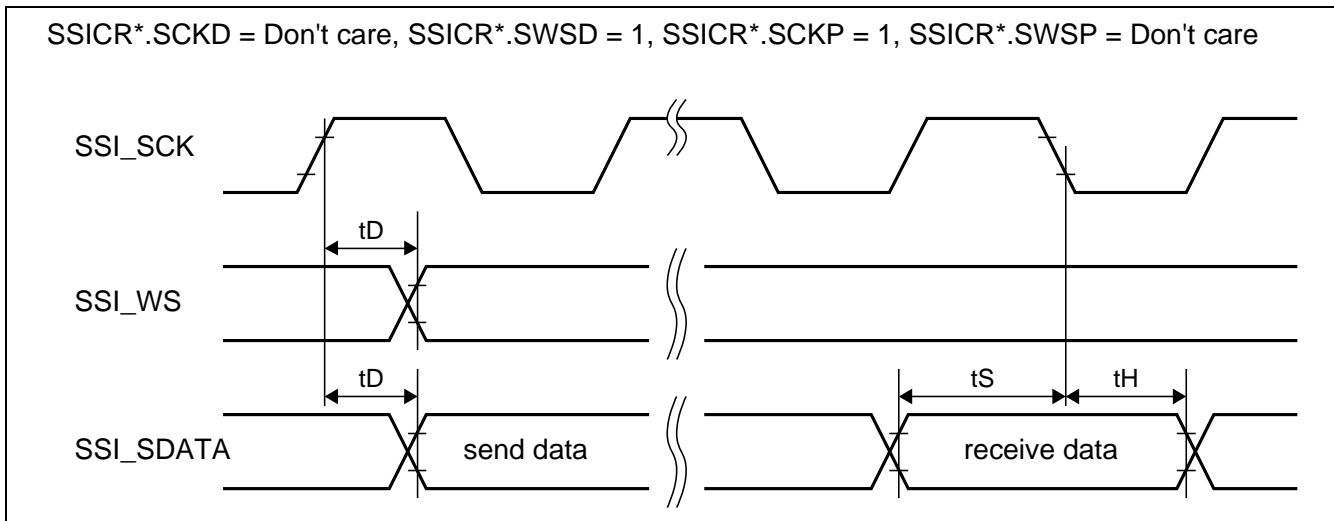 SSICR*.SCKD = Don't care, SSICR*.SWSD = 1, SSICR*.SCKP = 1, SSICR*.SWSP = Don't care
SSI_SCK
tD
SSI_WS
tD
tS
tH
SSI_SDATA
send data
receive data